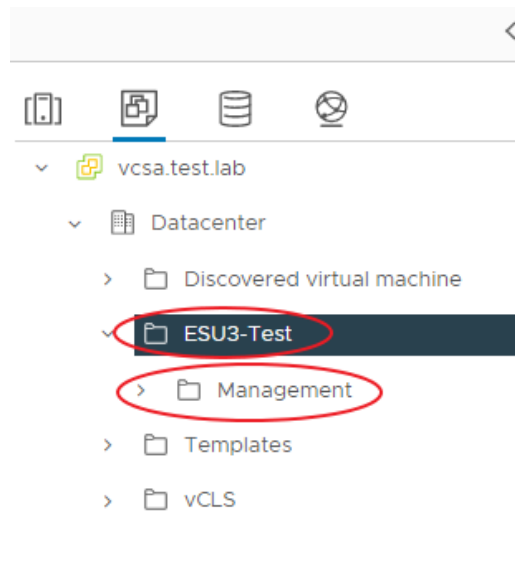 vcsa.test.lab
Datacenter
Discovered virtual machine
ESU3-Test
Management
Templates
vCLS